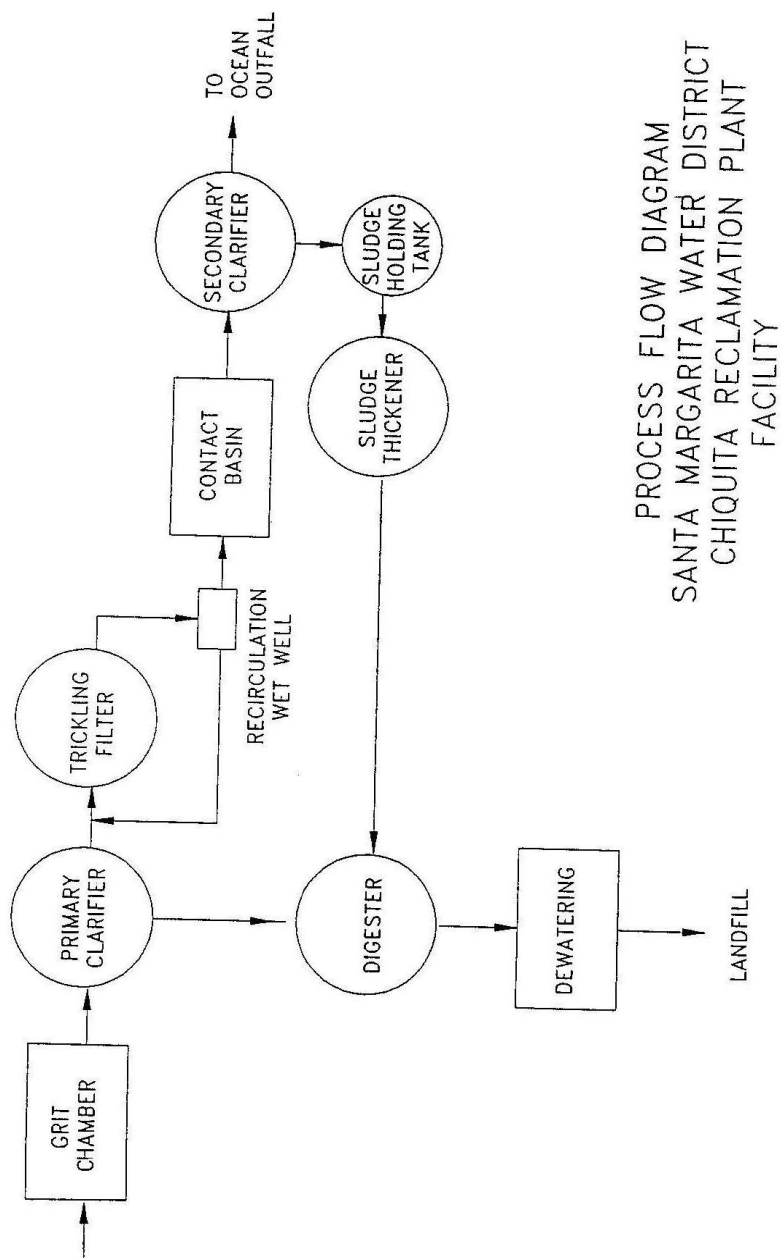 GRIT
CHAMBER
PRIMARY
CLARIFIER
TRICKLING
FILTER
RECIRCULATION
WET WELL
CONTACT
BASIN
SECONDARY
CLARIFIER
TO
OCEAN
OUTFALL
SLUDGE
HOLDING
TANK
SLUDGE
THICKENER
DIGESTER
DEWATERING
LANDFILL
PROCESS FLOW DIAGRAM
SANTA MARGARITA WATER DISTRICT
CHIQUITA RECLAMATION PLANT
FACILITY